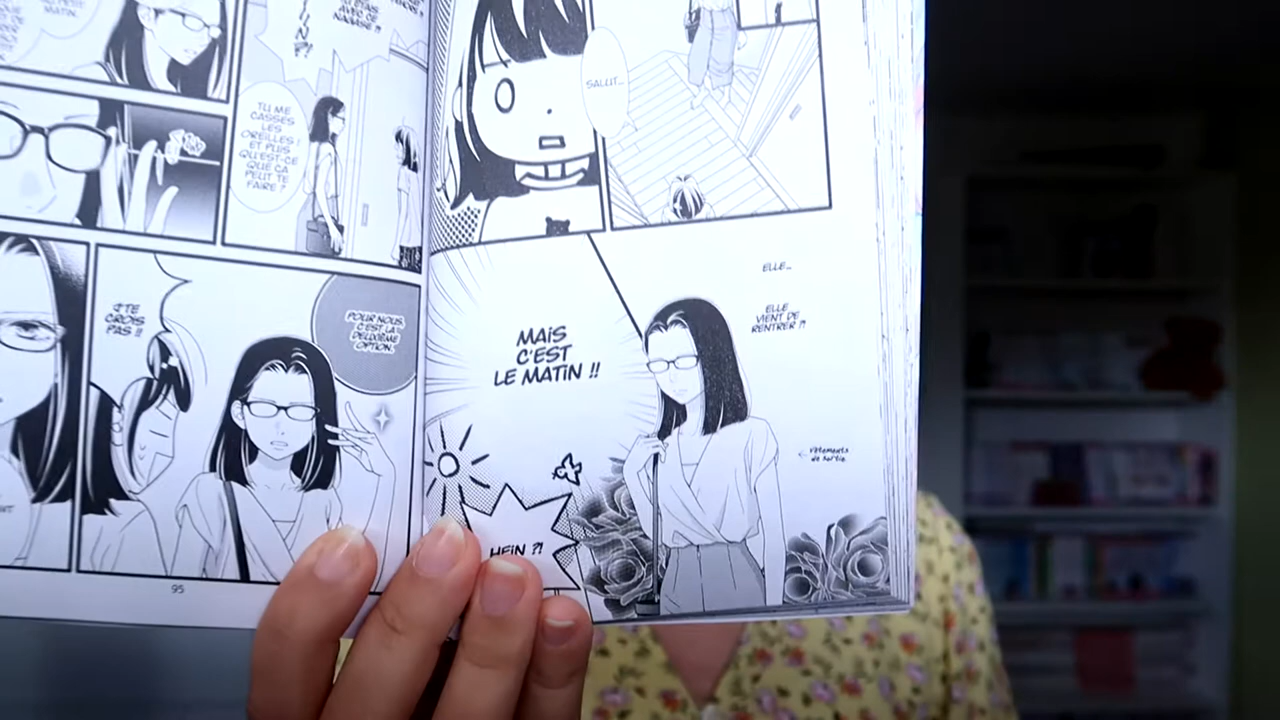 SALUT...
ELLE...
ELLE
VIENT DE
RENTRER ?!
MAIS
C'EST
LE MATIN !!
← Vêtements
de sortie
HEIN ?!
TU ME
CASSES
LES
OREILLES !
ET PUIS
QU'EST-CE
QUE ÇA
PEUT TE
FAIRE ?
POUR NOUS,
C'EST LA
DEUXIÈME
OPTION.
J'TE
CROIS
PAS !!
95